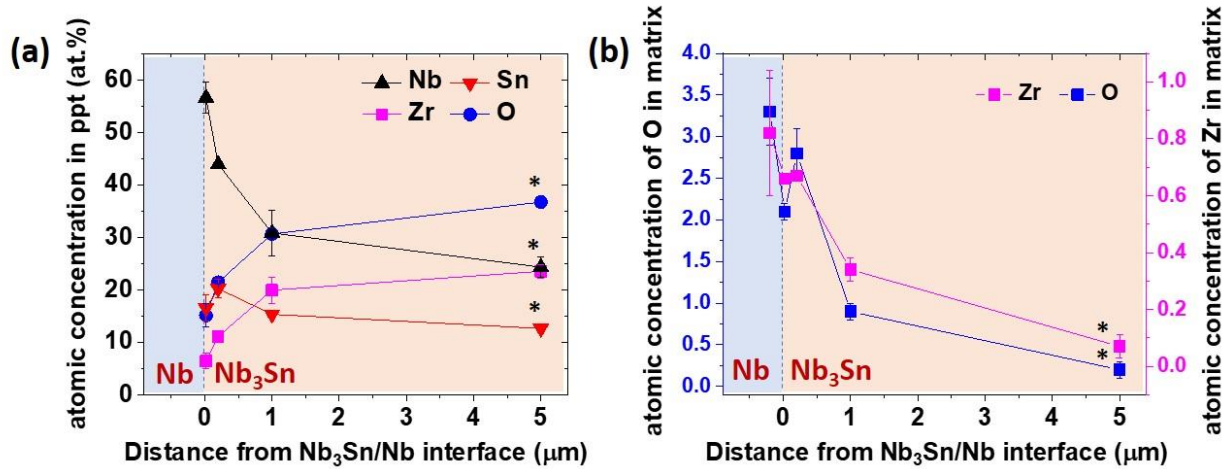 (a)
atomic concentration in ppt (at.%)
60
50
40
30
20
10
0
Nb
Sn
Zr
O
*
*
*
Nb
Nb₃Sn
0
1
2
3
4
5
Distance from Nb₃Sn/Nb interface (μm)
(b)
atomic concentration of O in matrix
4.0
3.5
3.0
2.5
2.0
1.5
1.0
0.5
0.0
Zr
O
*
*
Nb
Nb₃Sn
0
1
2
3
4
5
Distance from Nb₃Sn/Nb interface (μm)
1.0
0.8
0.6
0.4
0.2
0.0
atomic concentration of Zr in matrix